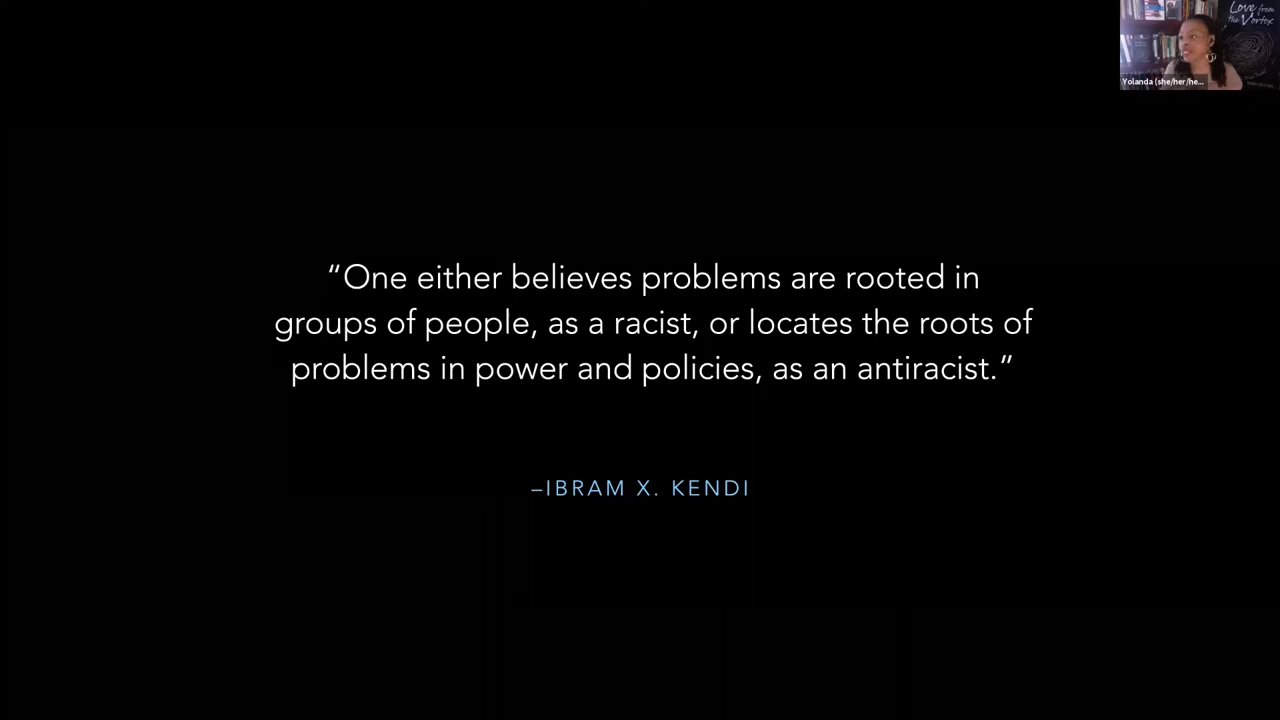 Love from
the Vortex
Yolanda (she/her/he...
“One either believes problems are rooted in
groups of people, as a racist, or locates the roots of
problems in power and policies, as an antiracist.”
–IBRAM X. KENDI